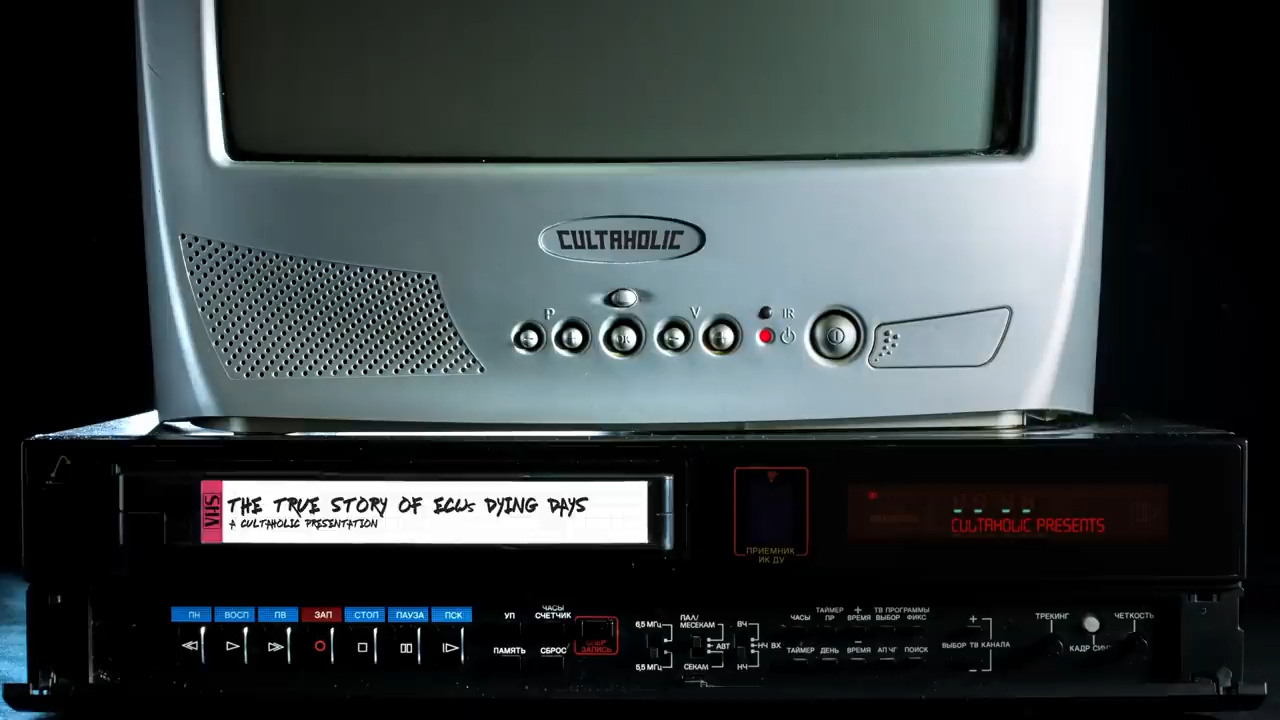 CULTAHOLIC
P
V
IR
OK
VHS
THE TRUE STORY OF ECWs DYING DAYS
A CULTAHOLIC PRESENTATION
CULTAHOLIC PRESENTS
ПРИЕМНИК
ИК ДУ
ПН ВОСП ПВ ЗАП СТОП ПАУЗА ПСК
УП
ЧАСЫ
СЧЕТЧИК
ПАМЯТЬ
СБРОС
ЗАПИСЬ
6,5 МГц
5,5 МГц
ПАЛ/
МЕСЕКАМ
АВТ
СЕКАМ
ВЧ
НЧ ВХ
НЧ
ЧАСЫ
ТАЙМЕР
ПР
+
ВРЕМЯ
ТВ ПРОГРАММЫ
ВЫБОР ФИКС
ТАЙМЕР
ДЕНЬ
−
ВРЕМЯ
АПЧГ
ПОИСК
+
ВЫБОР ТВ КАНАЛА
−
ТРЕКИНГ
КАДР
ЧЕТКОСТЬ